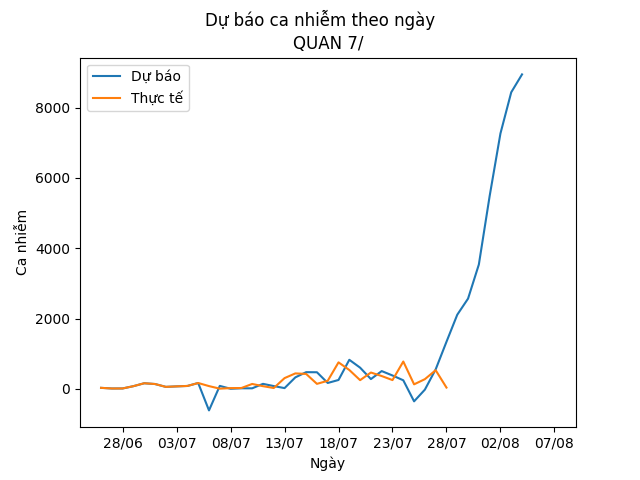 Dự báo ca nhiễm theo ngày
QUAN 7/
Dự báo
Thực tế
8000
6000
4000
2000
0
Ca nhiễm
28/06 03/07 08/07 13/07 18/07 23/07 28/07 02/08 07/08
Ngày